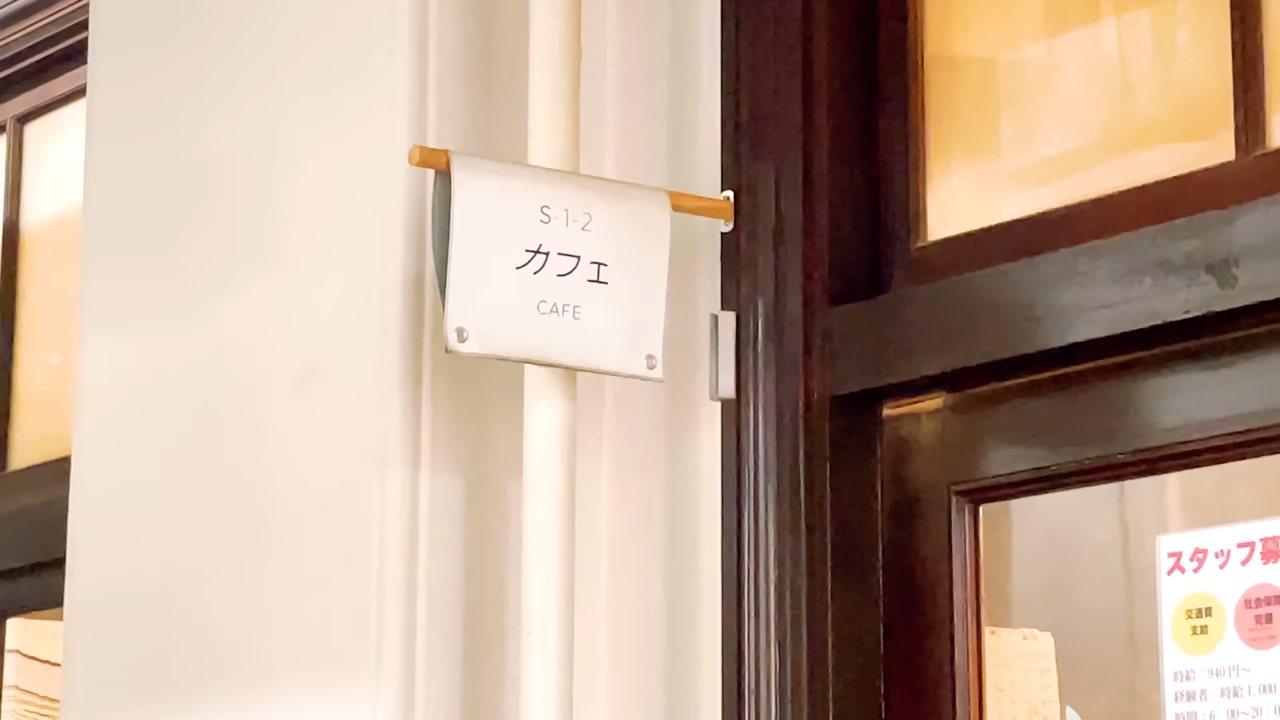 S-1-2
カフェ
CAFE
スタッフ募
交通費
支給
社会保険
完備
時給：940円〜
経験者 時給1,000
時間：6：00〜20：0